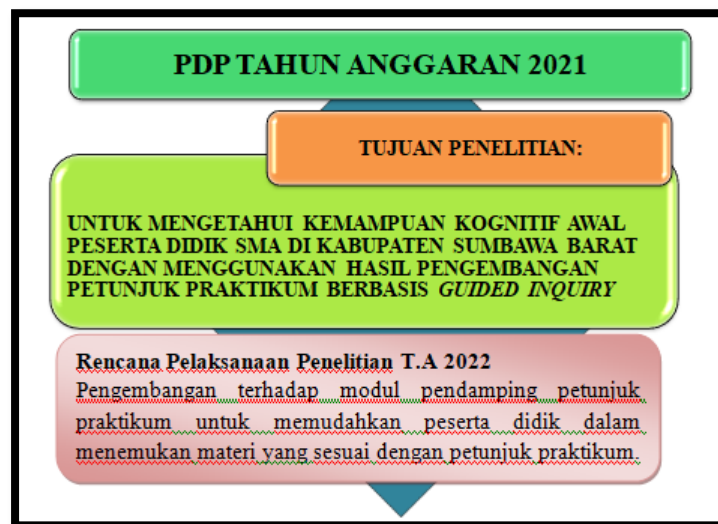 PDP TAHUN ANGGARAN 2021
TUJUAN PENELITIAN:
UNTUK MENGETAHUI KEMAMPUAN KOGNITIF AWAL
PESERTA DIDIK SMA DI KABUPATEN SUMBAWA BARAT
DENGAN MENGGUNAKAN HASIL PENGEMBANGAN
PETUNJUK PRAKTIKUM BERBASIS GUIDED INQUIRY
Rencana Pelaksanaan Penelitian T.A 2022
Pengembangan terhadap modul pendamping petunjuk
praktikum untuk memudahkan peserta didik dalam
menemukan materi yang sesuai dengan petunjuk praktikum.